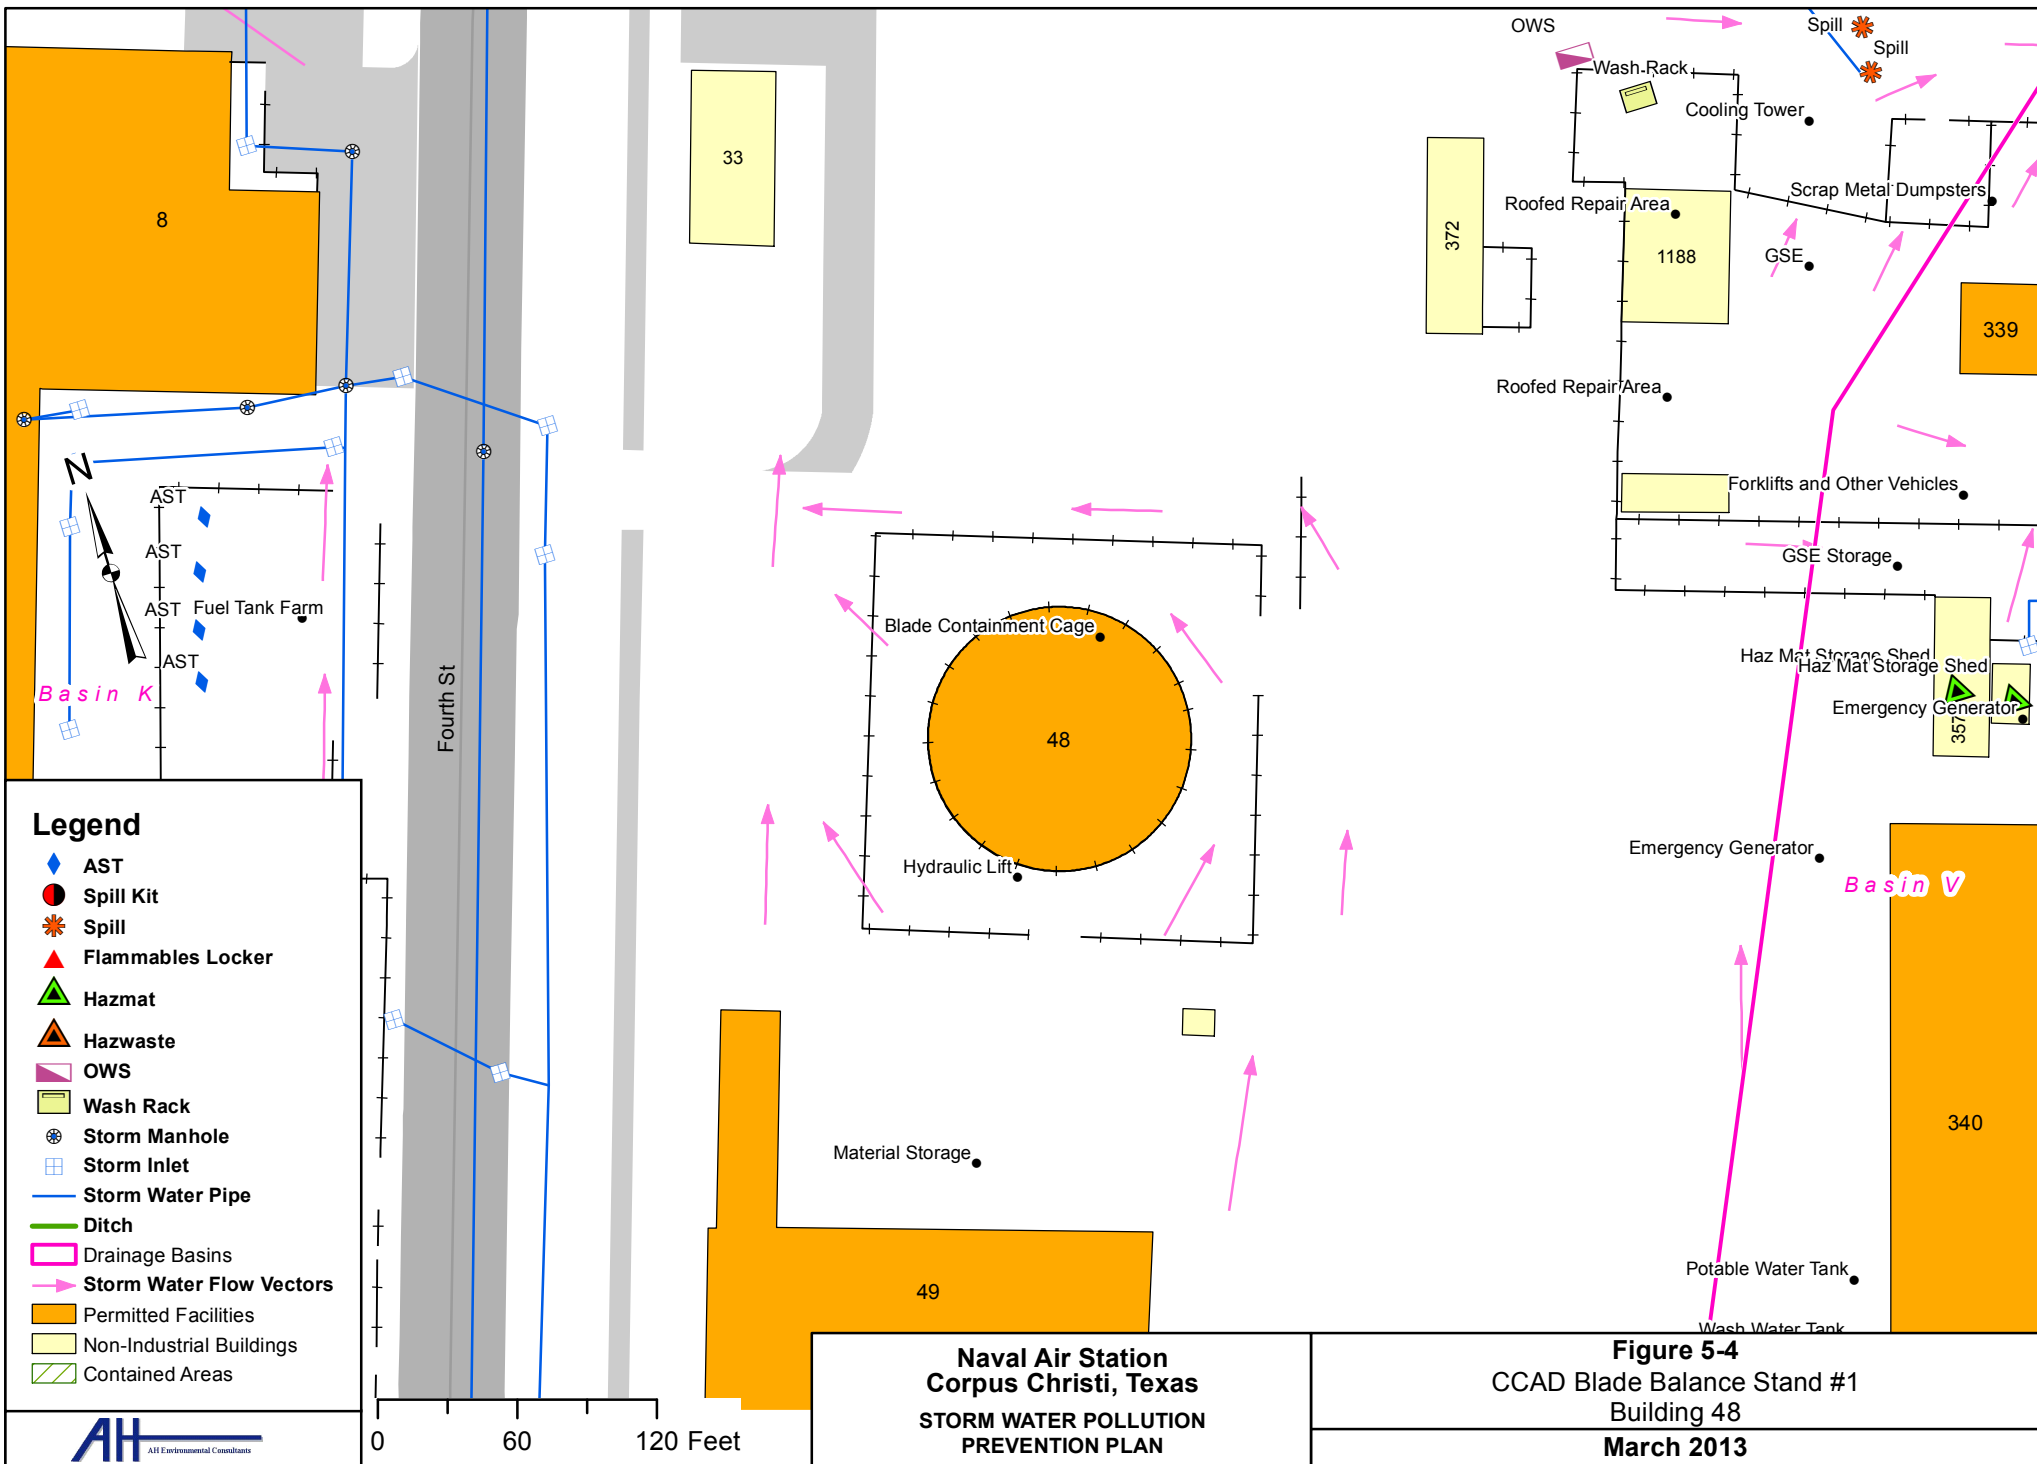 OWS
Spill
Spill
Wash Rack
Cooling Tower
33
8
372
Roofed Repair Area
Scrap Metal Dumpsters
1188
GSE
339
Roofed Repair Area
N
AST
AST
AST
AST
Fuel Tank Farm
Basin K
Fourth St
Forklifts and Other Vehicles
GSE Storage
Blade Containment Cage
48
Hydraulic Lift
Haz Mat Storage Shed
Haz Mat Storage Shed
Emergency Generator
357
Emergency Generator
Basin V
340
Material Storage
49
Potable Water Tank
Wash Water Tank
Legend
AST
Spill Kit
Spill
Flammables Locker
Hazmat
Hazwaste
OWS
Wash Rack
Storm Manhole
Storm Inlet
Storm Water Pipe
Ditch
Drainage Basins
Storm Water Flow Vectors
Permitted Facilities
Non-Industrial Buildings
Contained Areas
AH AH Environmental Consultants
0 60 120 Feet
Naval Air Station
Corpus Christi, Texas
STORM WATER POLLUTION
PREVENTION PLAN
Figure 5-4
CCAD Blade Balance Stand #1
Building 48
March 2013